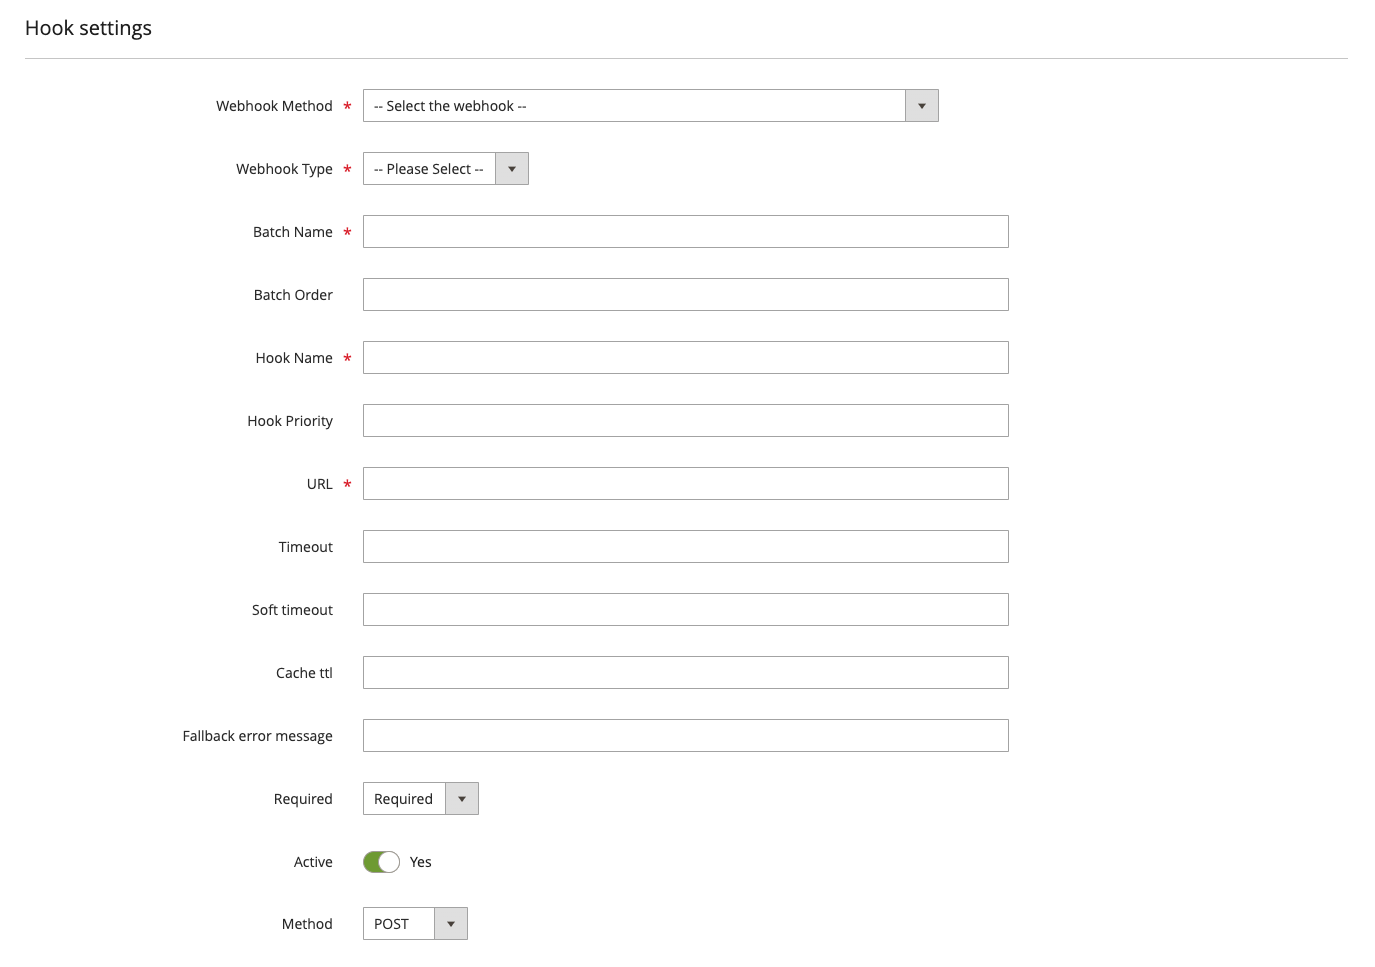 Hook settings
Webhook Method * -- Select the webhook --
Webhook Type * -- Please Select --
Batch Name *
Batch Order
Hook Name *
Hook Priority
URL *
Timeout
Soft timeout
Cache ttl
Fallback error message
Required Required
Active Yes
Method POST